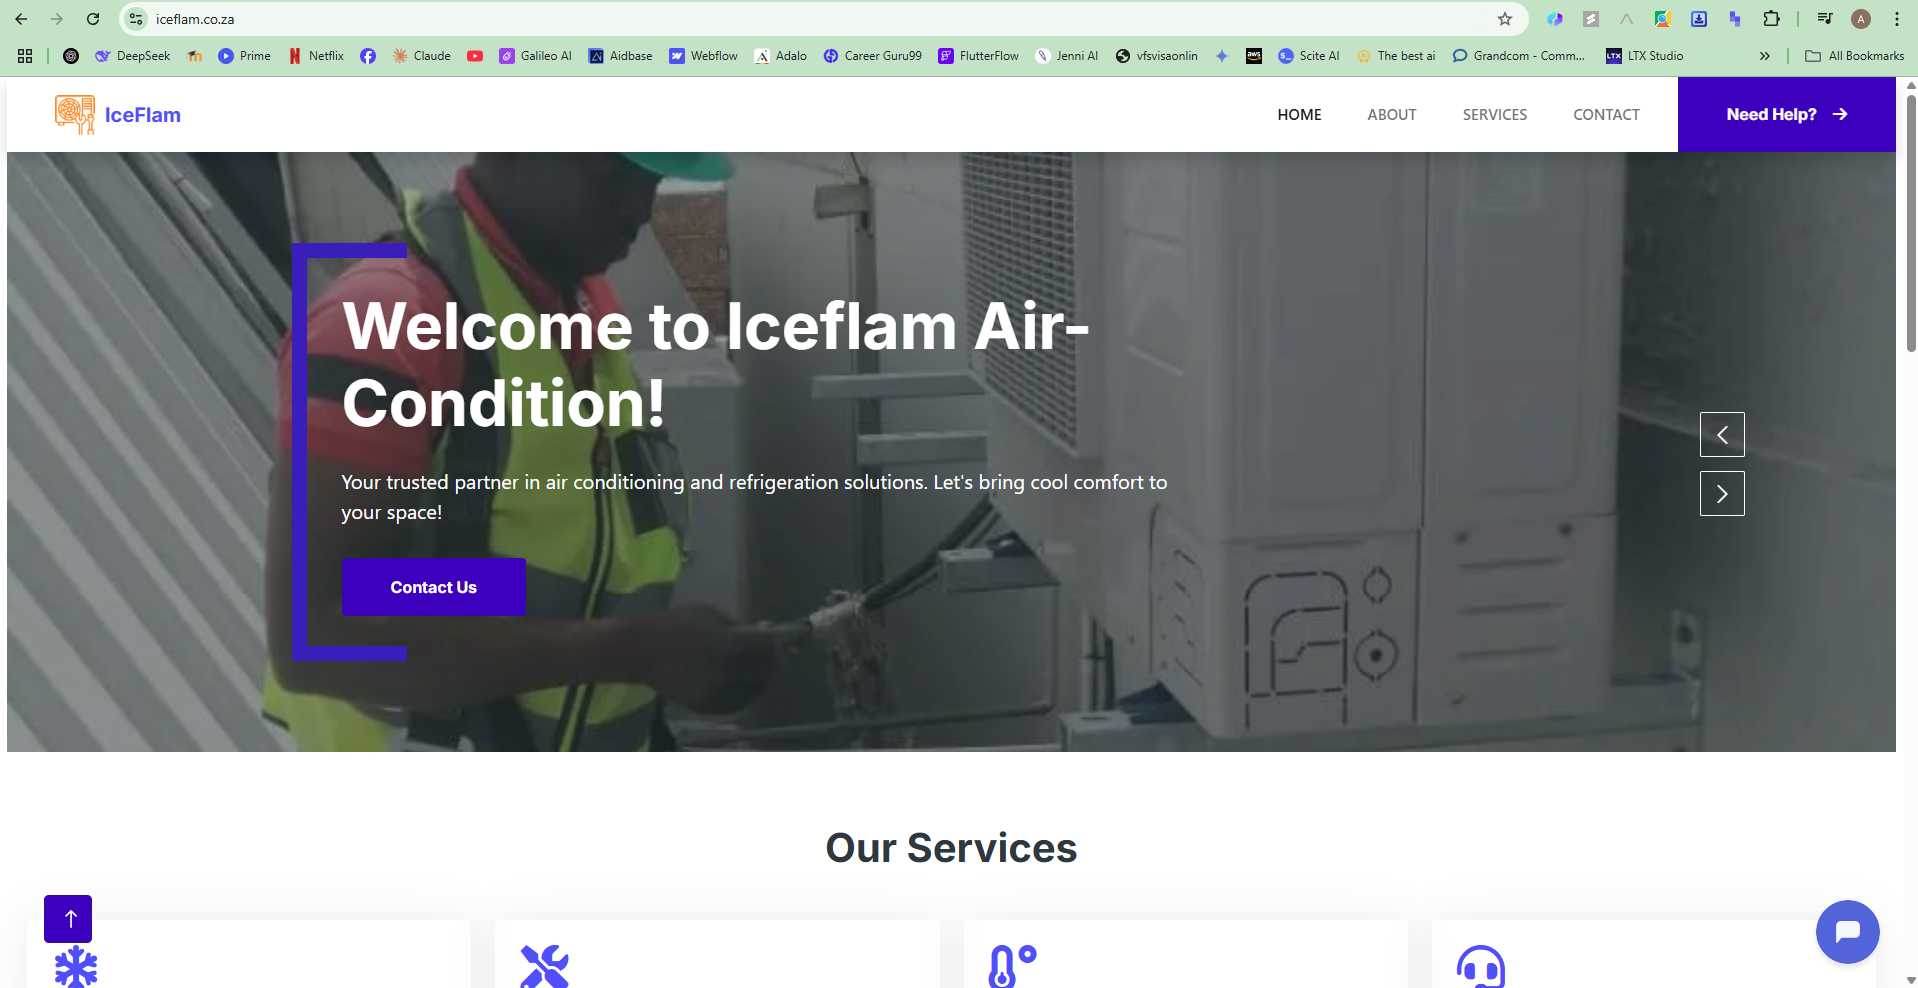 iceflam.co.za
A
DeepSeek
Prime
Netflix
Claude
Galileo AI
Aidbase
Webflow
Adalo
Career Guru99
FlutterFlow
Jenni AI
vfsvisaonlin
aws
Scite AI
The best ai
Grandcom - Comm...
LTX
LTX Studio
All Bookmarks
IceFlam
HOME
ABOUT
SERVICES
CONTACT
Need Help?
Welcome to Iceflam Air-
Condition!
Your trusted partner in air conditioning and refrigeration solutions. Let's bring cool comfort to
your space!
Contact Us
Our Services